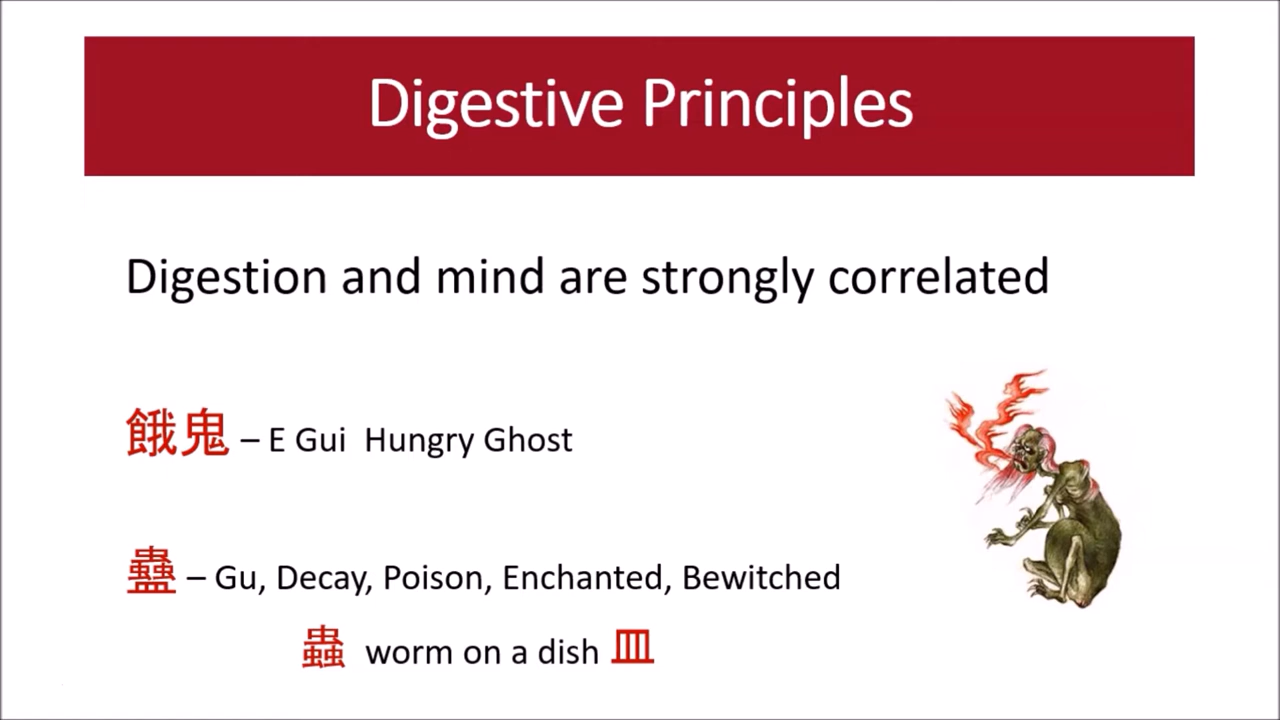 Digestive Principles
Digestion and mind are strongly correlated
餓鬼 – E Gui Hungry Ghost
蠱 – Gu, Decay, Poison, Enchanted, Bewitched
蟲 worm on a dish 皿